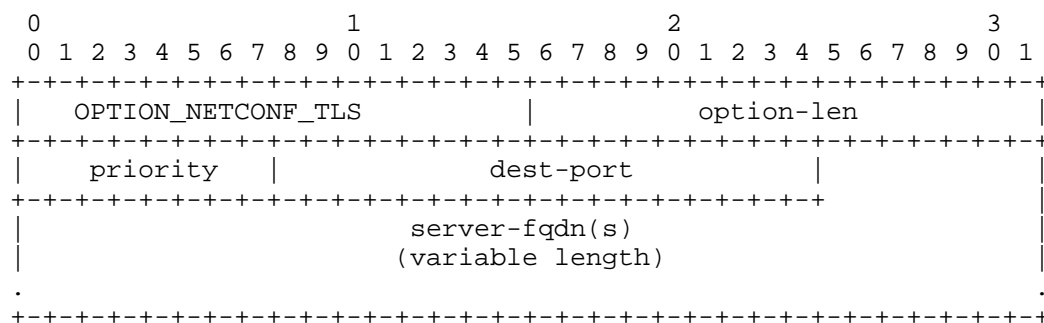 0                   1                   2                   3
 0 1 2 3 4 5 6 7 8 9 0 1 2 3 4 5 6 7 8 9 0 1 2 3 4 5 6 7 8 9 0 1
+-+-+-+-+-+-+-+-+-+-+-+-+-+-+-+-+-+-+-+-+-+-+-+-+-+-+-+-+-+-+-+-+
|   OPTION_NETCONF_TLS          |          option-len           |
+-+-+-+-+-+-+-+-+-+-+-+-+-+-+-+-+-+-+-+-+-+-+-+-+-+-+-+-+-+-+-+-+
|    priority   |             dest-port           |             |
+-+-+-+-+-+-+-+-+-+-+-+-+-+-+-+-+-+-+-+-+-+-+-+-+-+             |
|                        server-fqdn(s)                         |
|                       (variable length)                       |
.                                                               .
+-+-+-+-+-+-+-+-+-+-+-+-+-+-+-+-+-+-+-+-+-+-+-+-+-+-+-+-+-+-+-+-+